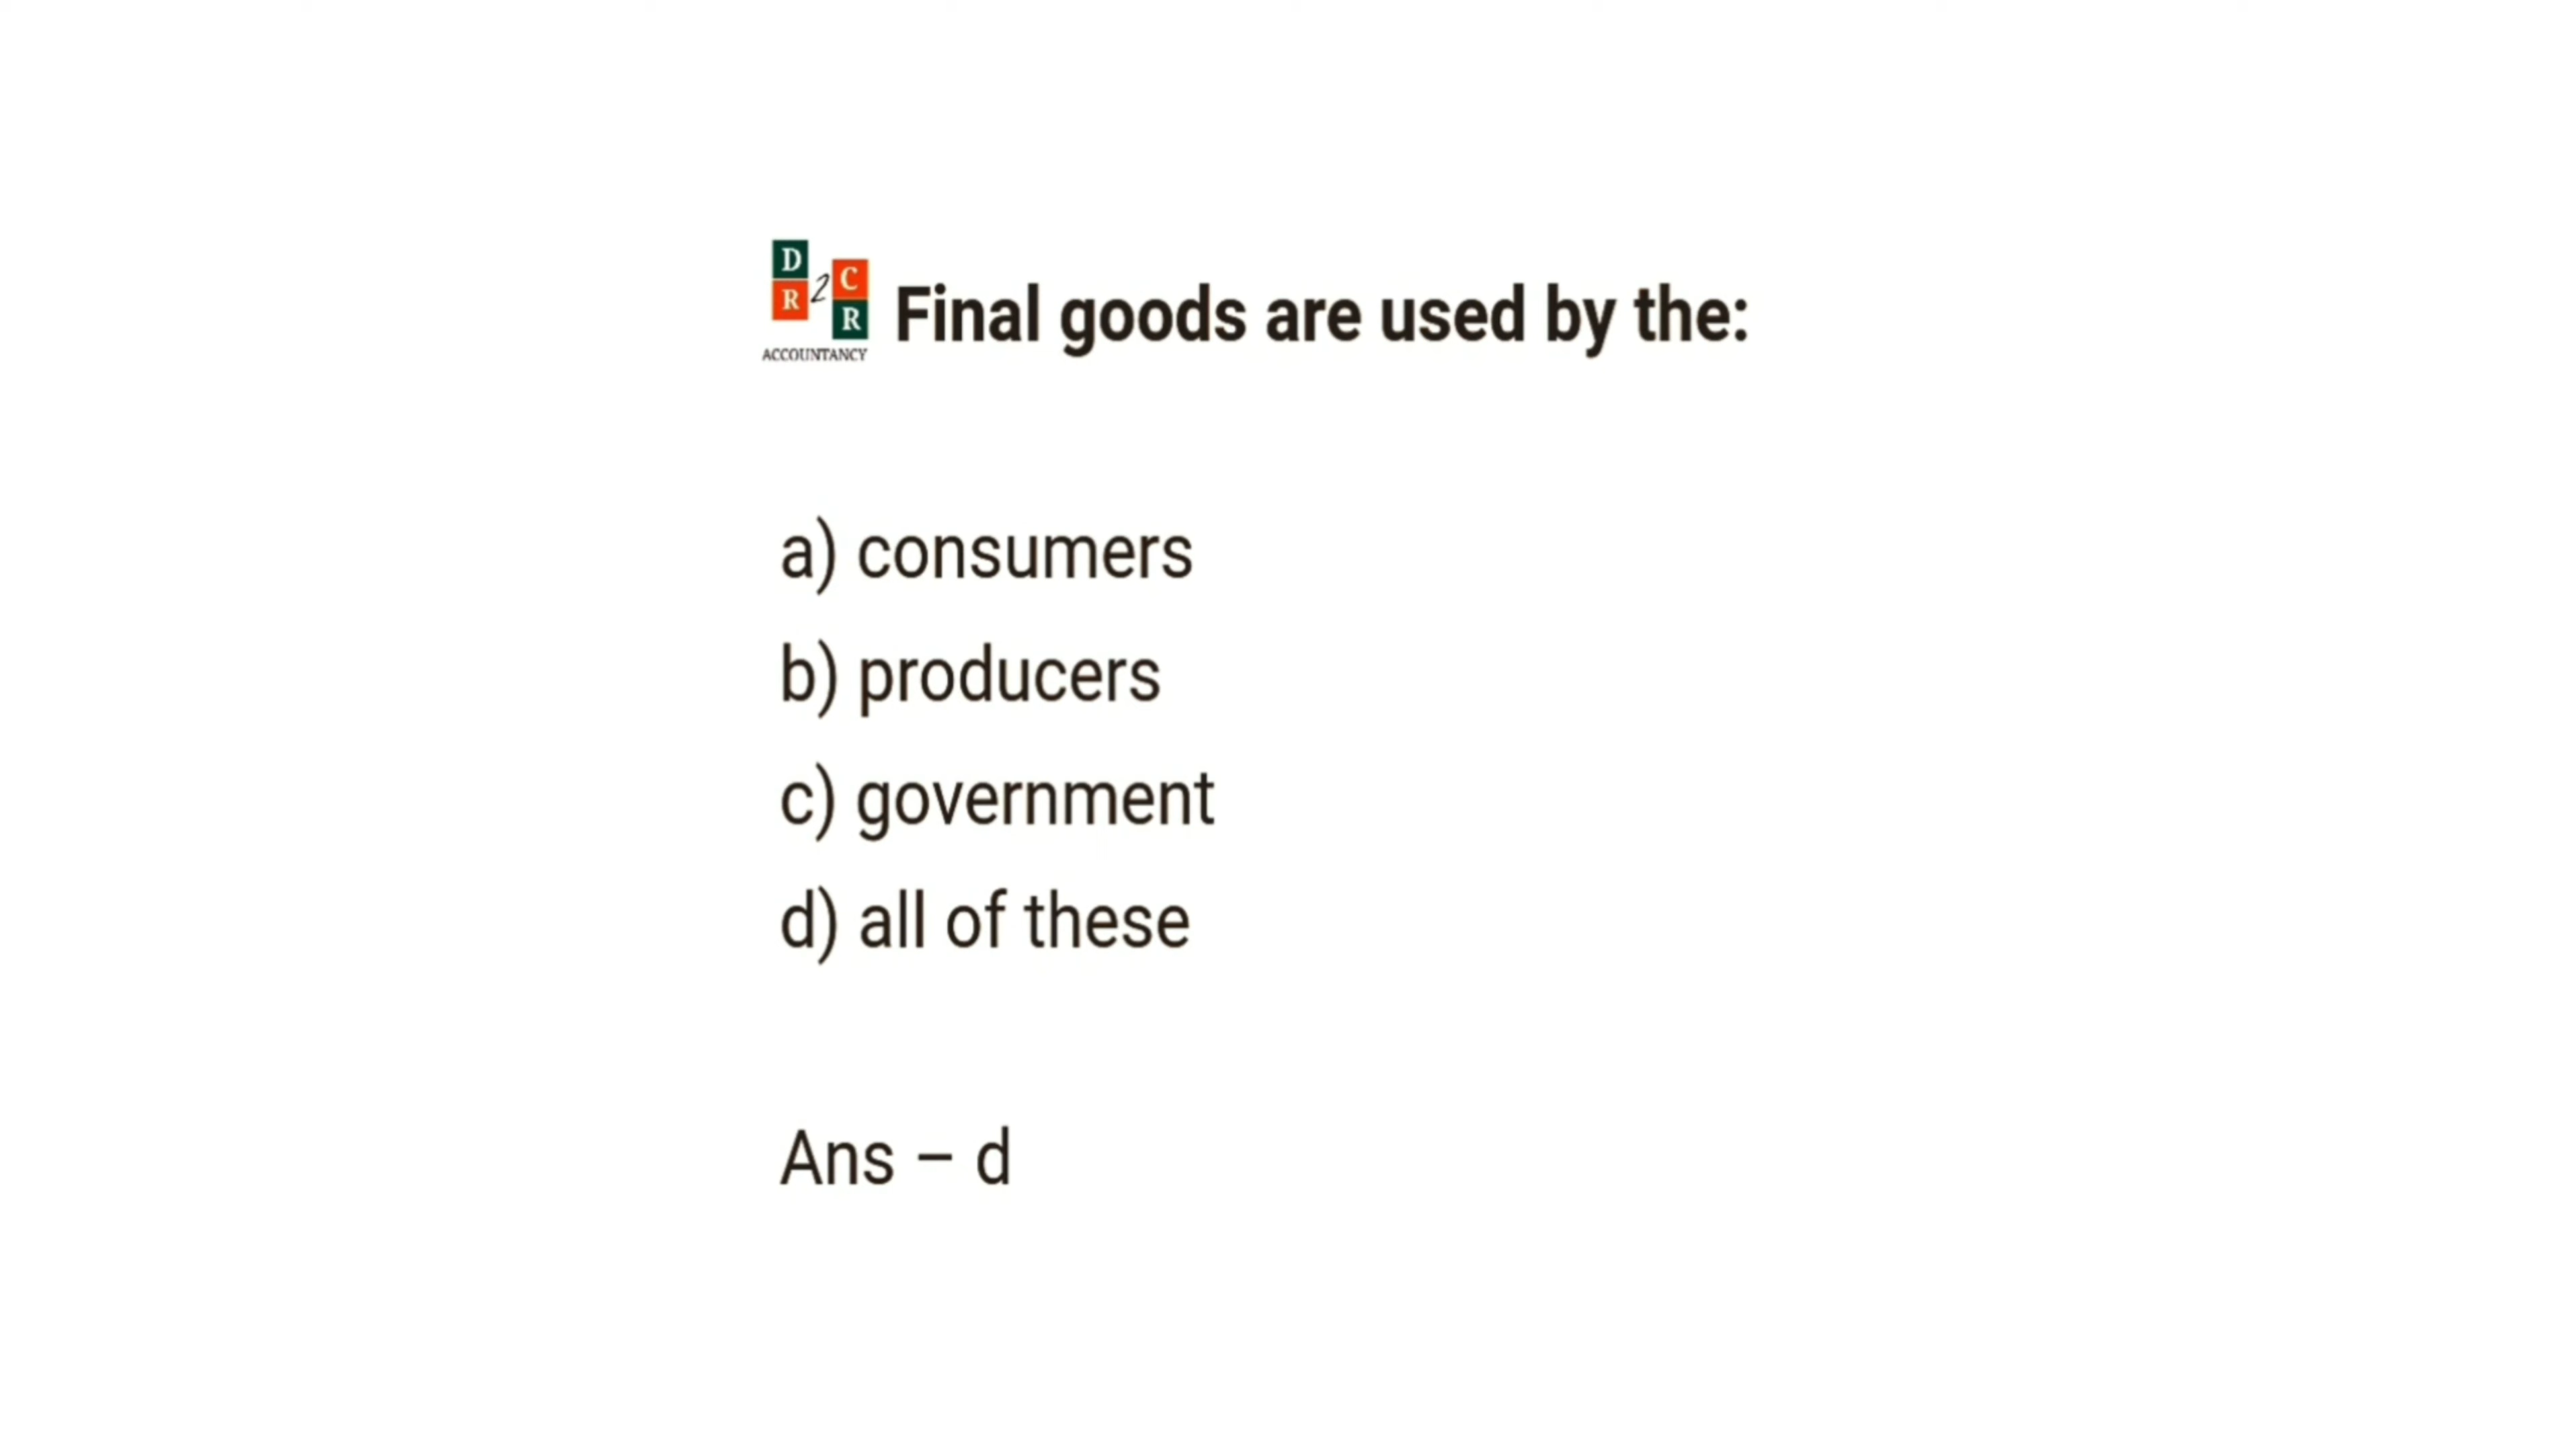 D
R 2 C
R
ACCOUNTANCY
Final goods are used by the:
a) consumers
b) producers
c) government
d) all of these
Ans – d